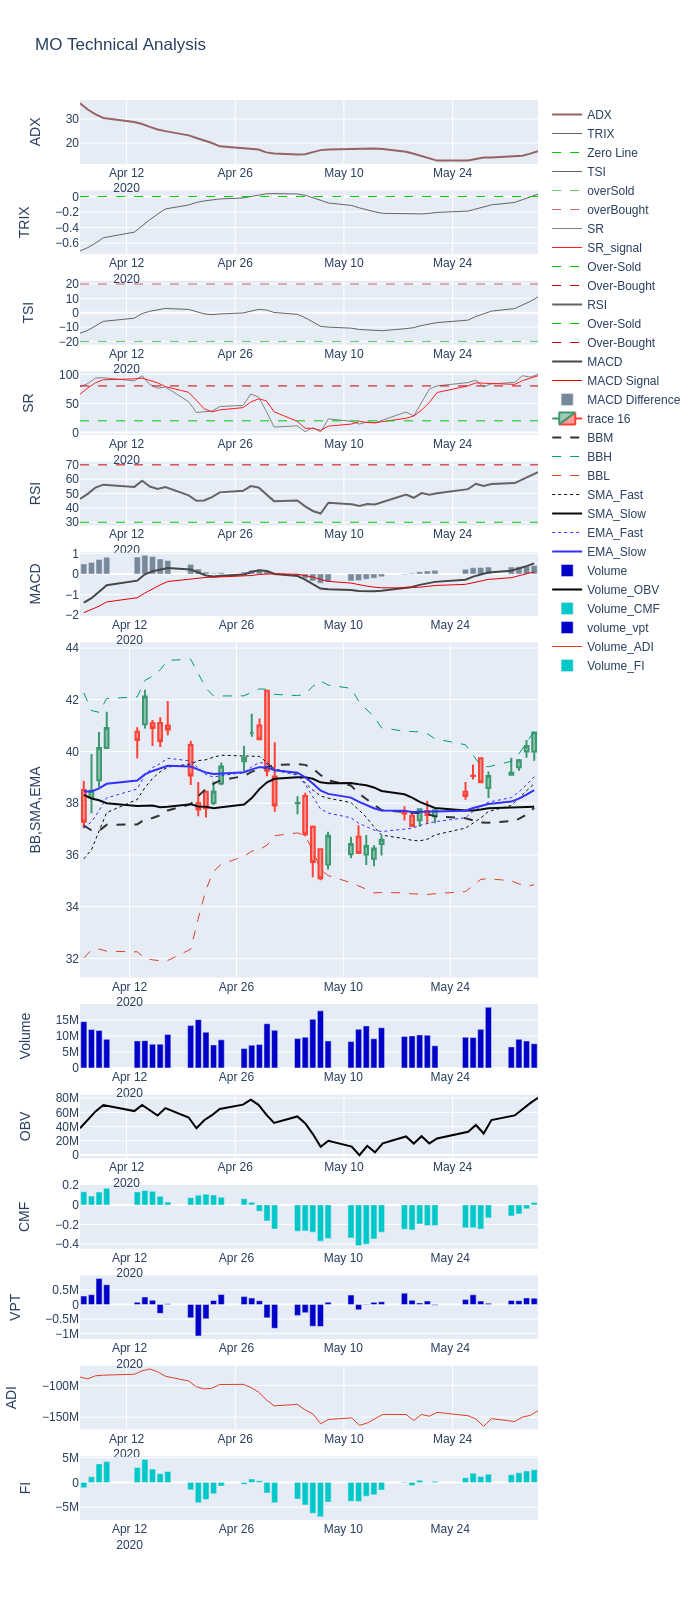 MO Technical Analysis
ADX
30
20
Apr 12
2020
Apr 26
May 10
May 24
TRIX
0
−0.2
−0.4
−0.6
Apr 12
2020
Apr 26
May 10
May 24
TSI
20
10
0
−10
−20
Apr 12
2020
Apr 26
May 10
May 24
SR
100
50
0
Apr 12
2020
Apr 26
May 10
May 24
RSI
70
60
50
40
30
Apr 12
2020
Apr 26
May 10
May 24
MACD
1
0
−1
−2
Apr 12
2020
Apr 26
May 10
May 24
BB,SMA,EMA
44
42
40
38
36
34
32
Apr 12
2020
Apr 26
May 10
May 24
Volume
15M
10M
5M
0
Apr 12
2020
Apr 26
May 10
May 24
OBV
80M
60M
40M
20M
0
Apr 12
2020
Apr 26
May 10
May 24
CMF
0.2
0
−0.2
−0.4
Apr 12
2020
Apr 26
May 10
May 24
VPT
0.5M
0
−0.5M
−1M
Apr 12
2020
Apr 26
May 10
May 24
ADI
−100M
−150M
Apr 12
2020
Apr 26
May 10
May 24
FI
5M
0
−5M
Apr 12
2020
Apr 26
May 10
May 24
ADX
TRIX
Zero Line
TSI
overSold
overBought
SR
SR_signal
Over-Sold
Over-Bought
RSI
Over-Sold
Over-Bought
MACD
MACD Signal
MACD Difference
trace 16
BBM
BBH
BBL
SMA_Fast
SMA_Slow
EMA_Fast
EMA_Slow
Volume
Volume_OBV
Volume_CMF
volume_vpt
Volume_ADI
Volume_FI